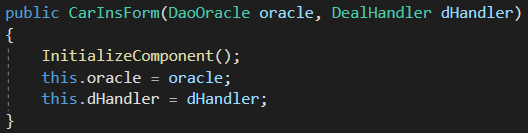 public CarInsForm(DaoOracle oracle, DealHandler dHandler)
{
InitializeComponent();
this.oracle = oracle;
this.dHandler = dHandler;
}